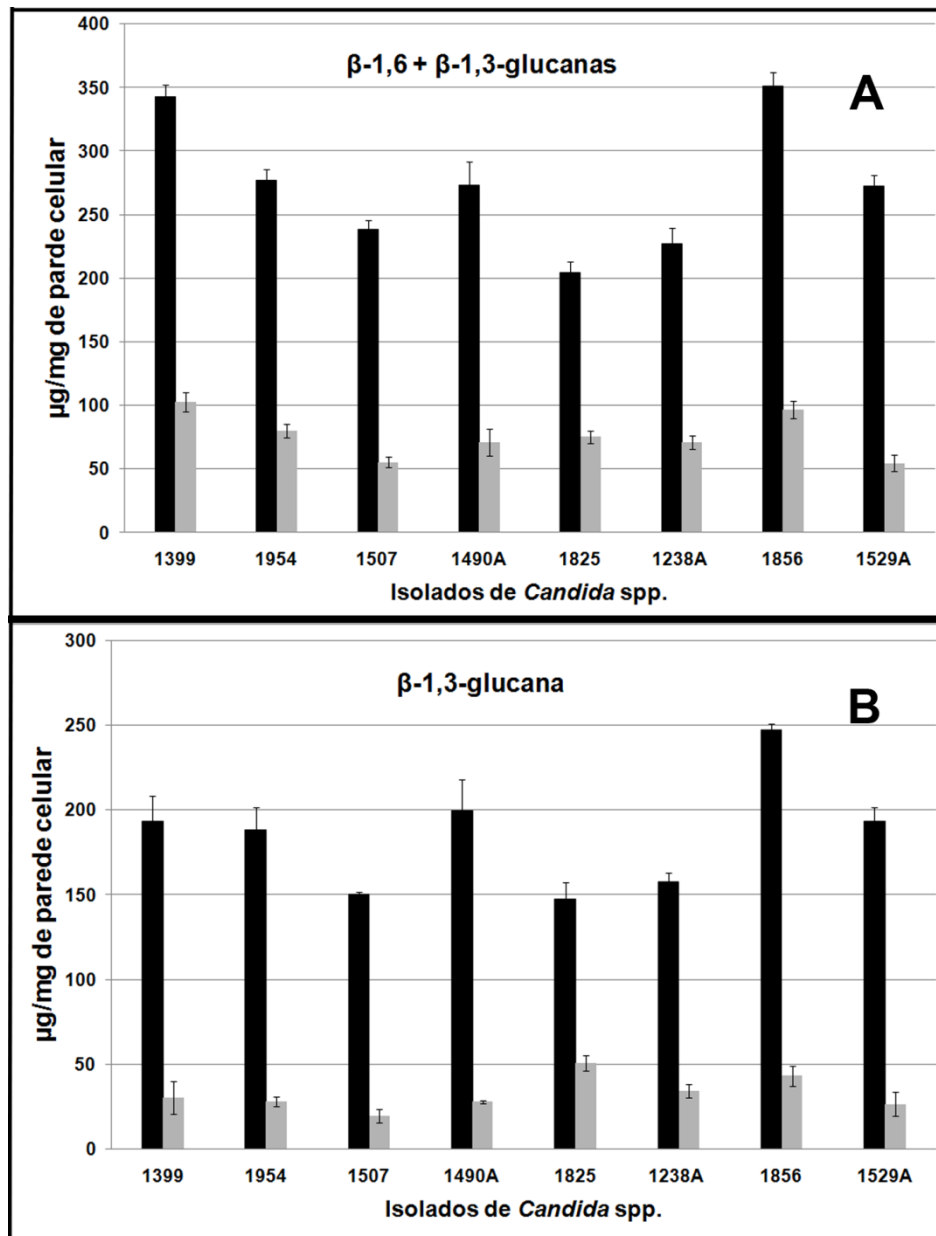 400
β-1,6 + β-1,3-glucanas
A
350
300
250
200
150
100
50
0
µg/mg de parde celular
1399 1954 1507 1490A 1825 1238A 1856 1529A
Isolados de Candida spp.
300
β-1,3-glucana
B
250
200
150
100
50
0
µg/mg de parede celular
1399 1954 1507 1490A 1825 1238A 1856 1529A
Isolados de Candida spp.